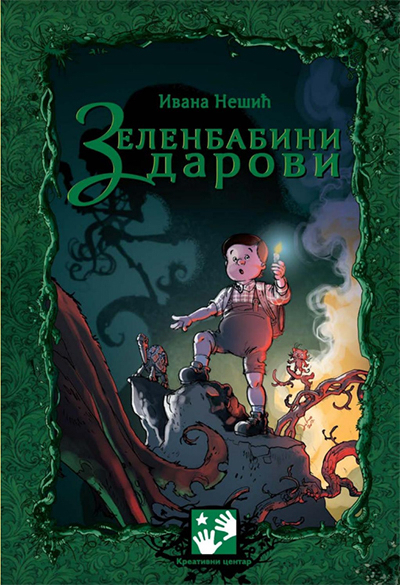 Ивана Нешић
Зеленбабини
дарови
Креативни центар